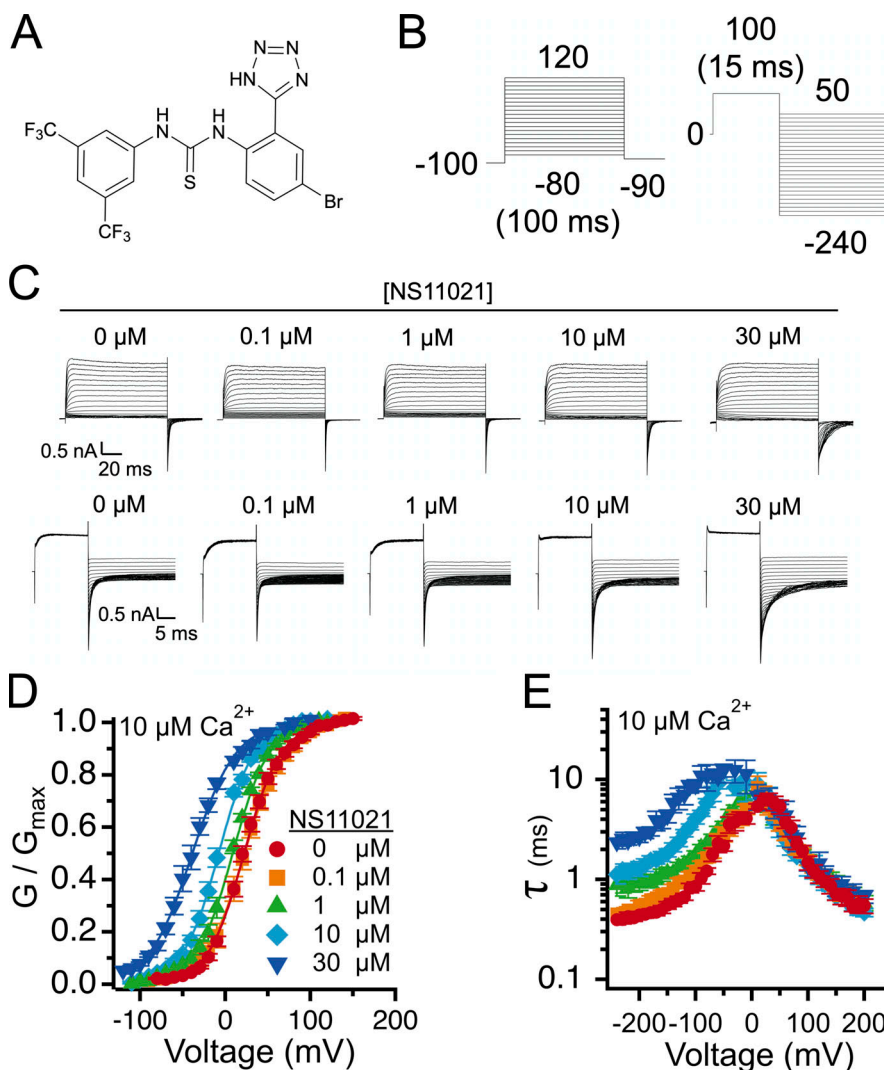 A
B
N N
N
HN N
H H
N N
S
F3C
CF3
Br
100
120 (15 ms)
50
-100 0
-80 -90
(100 ms)
-240
C
[NS11021]
0 µM 0.1 µM 1 µM 10 µM 30 µM
0.5 nA
20 ms
0 µM 0.1 µM 1 µM 10 µM 30 µM
0.5 nA
5 ms
D
10 µM Ca2+
G / Gmax
1.0
0.8
0.6
0.4
0.2
0.0
NS11021
0 µM
0.1 µM
1 µM
10 µM
30 µM
-100 0 100 200
Voltage (mV)
E
10 µM Ca2+
τ (ms)
10
1
0.1
-200 -100 0 100 200
Voltage (mV)